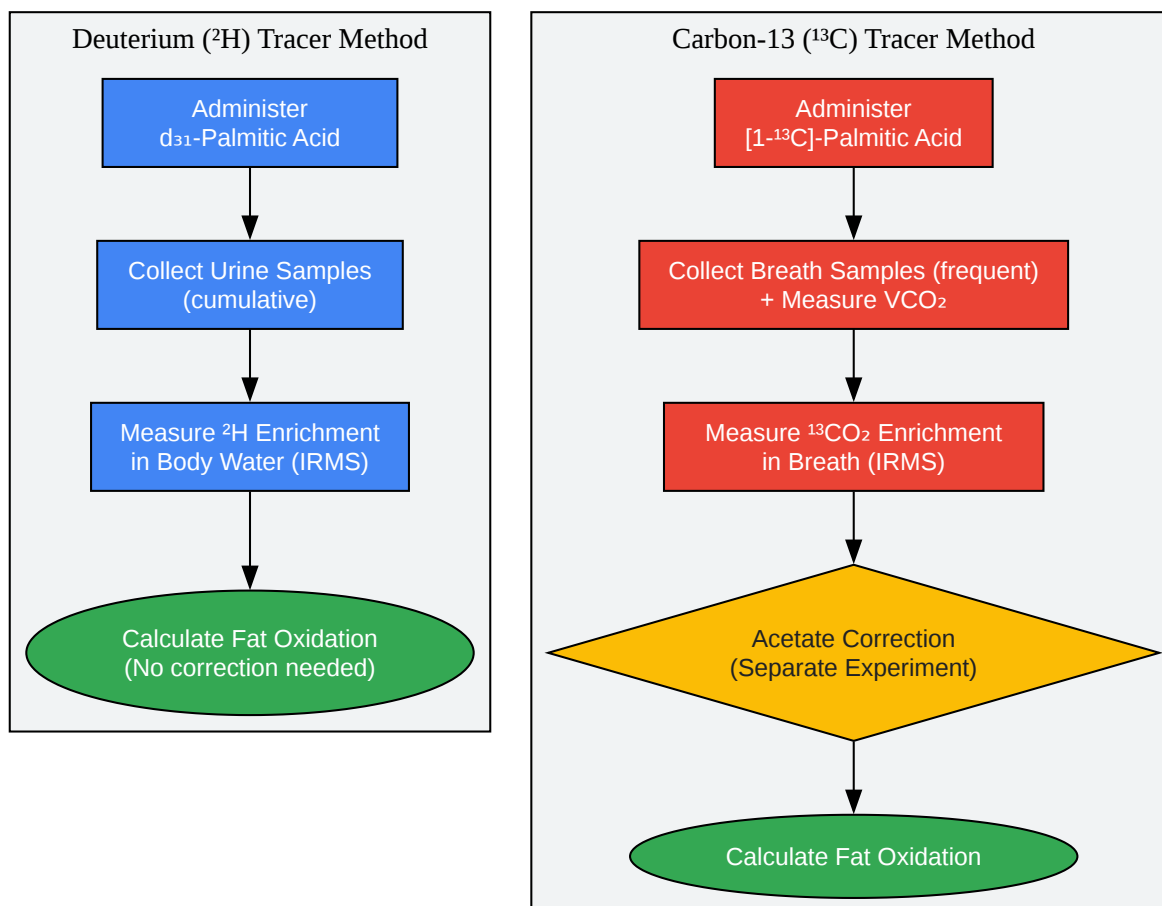 Deuterium (²H) Tracer Method
Administer
d₃₁-Palmitic Acid
Collect Urine Samples
(cumulative)
Measure ²H Enrichment
in Body Water (IRMS)
Calculate Fat Oxidation
(No correction needed)
Carbon-13 (¹³C) Tracer Method
Administer
[1-¹³C]-Palmitic Acid
Collect Breath Samples (frequent)
+ Measure VCO₂
Measure ¹³CO₂ Enrichment
in Breath (IRMS)
Acetate Correction
(Separate Experiment)
Calculate Fat Oxidation